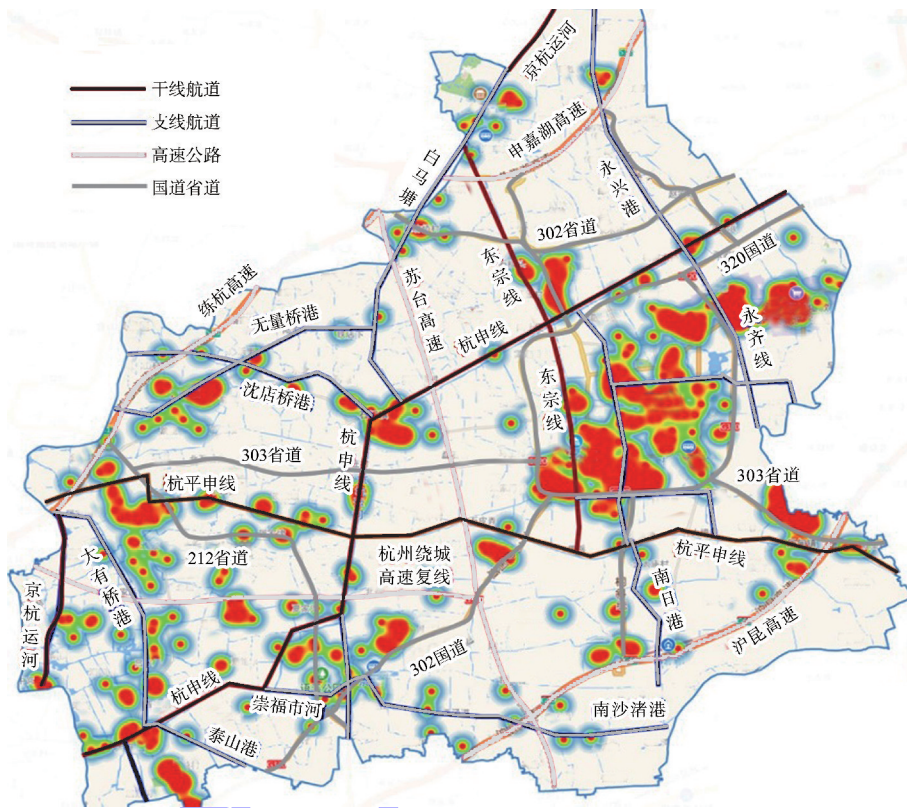 干线航道
支线航道
高速公路
国道省道
京杭运河
申嘉湖高速
白马塘
永兴港
302省道
东宗线
320国道
苏台高速
练杭高速
无量桥港
杭申线
永齐线
沈店桥港
东宗线
杭申线
303省道
303省道
杭平申线
212省道
杭州绕城
高速复线
杭平申线
大有桥港
京杭运河
南日港
沪昆高速
302国道
杭申线
崇福市河
南沙渚港
泰山港